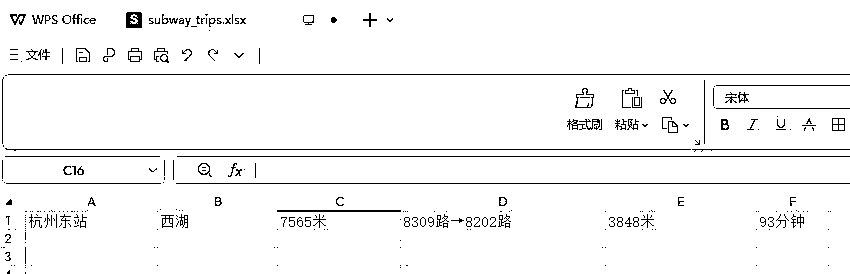 WPS Office S subway_trips.xlsx
文件
格式刷 粘贴 宋体
B I U A
C16 fx
A B C D E F
1 杭州东站 西湖 7565米 8309路→8202路 3848米 93分钟
2
3